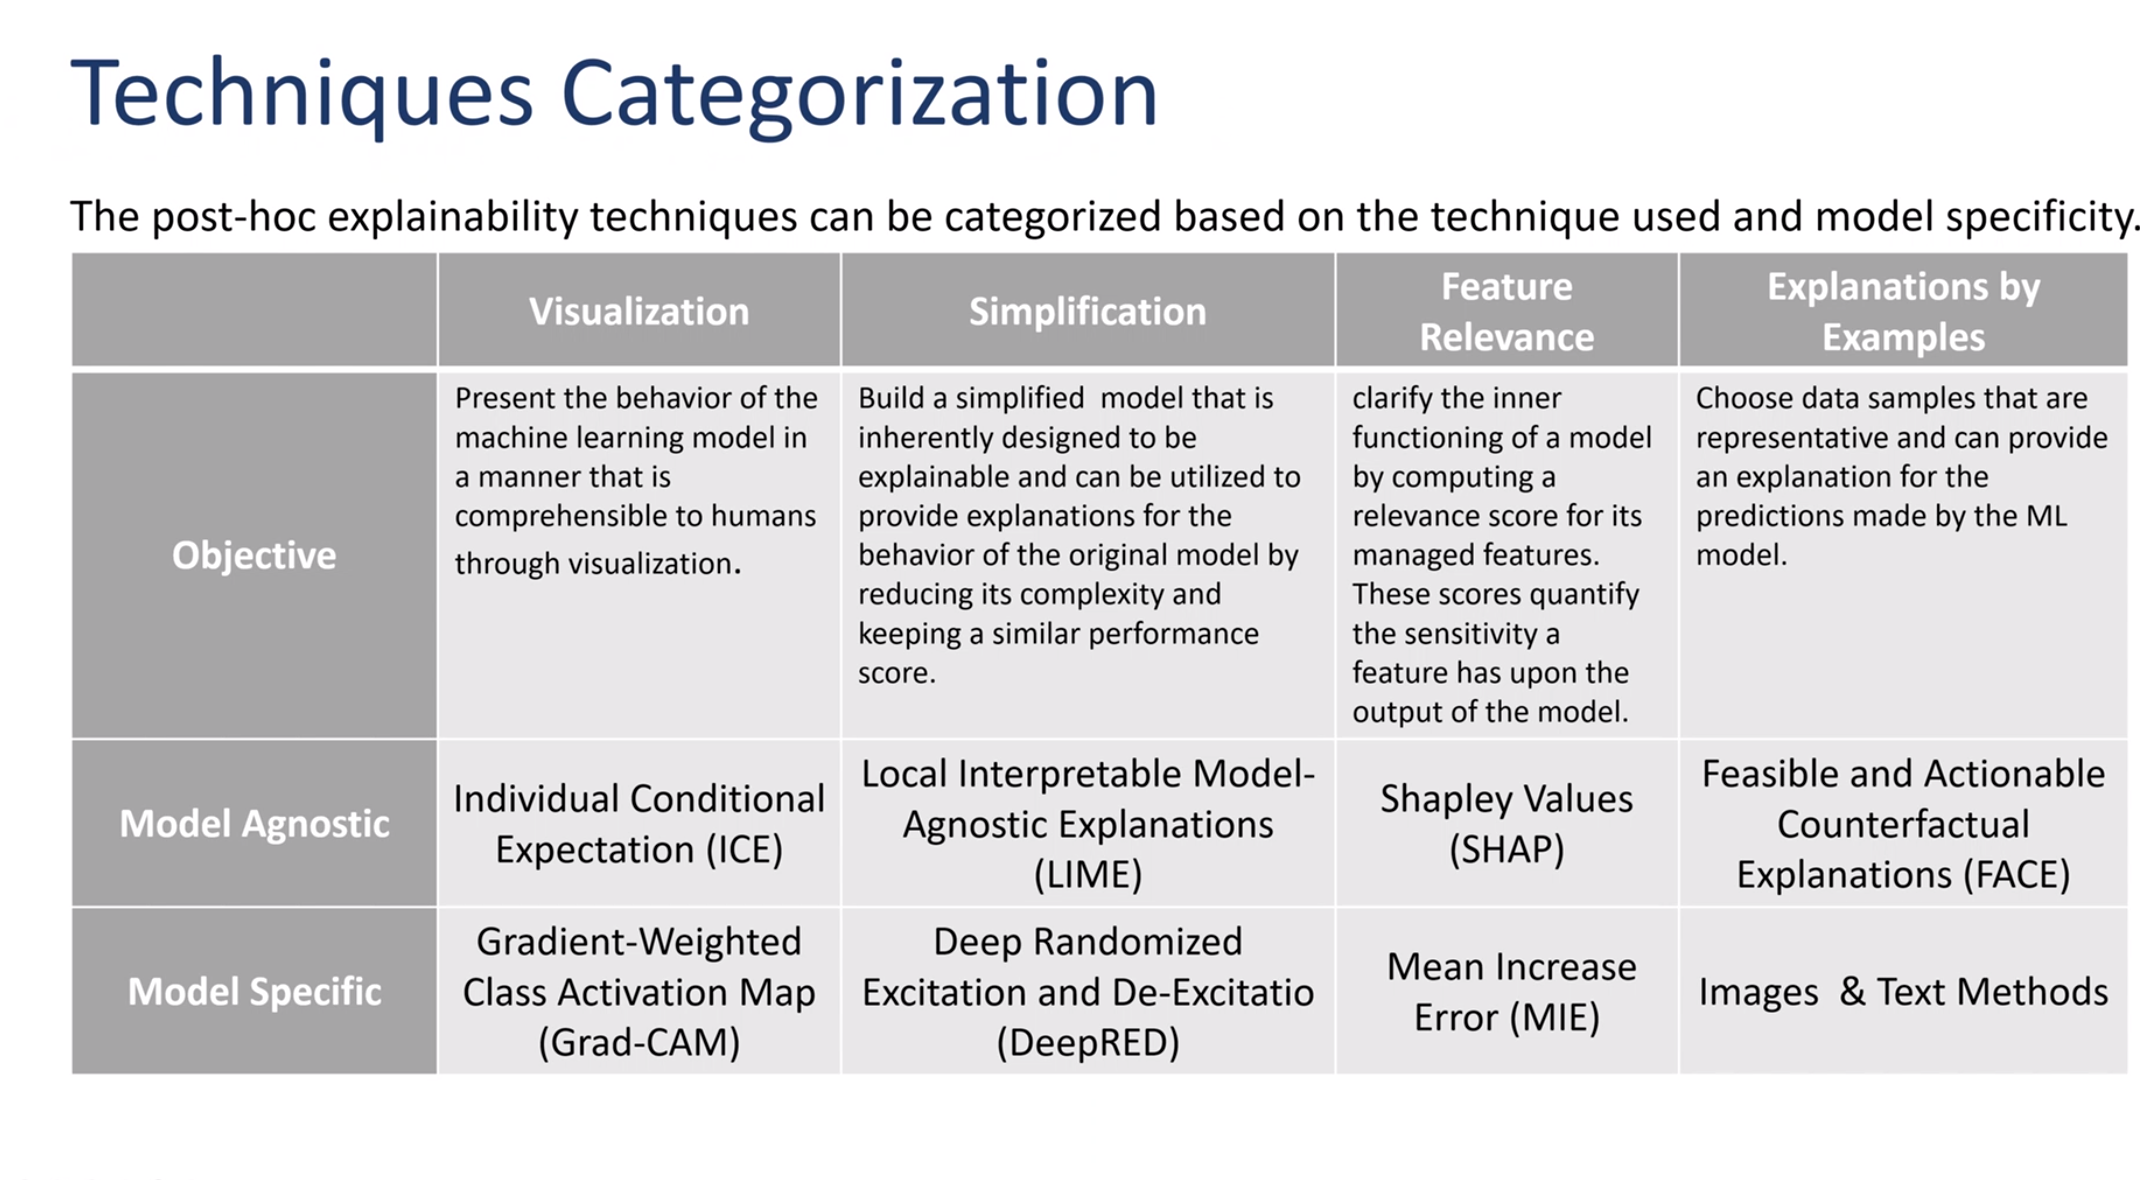 Techniques Categorization
The post-hoc explainability techniques can be categorized based on the technique used and model specificity.
Visualization
Simplification
Feature
Relevance
Explanations by
Examples
Objective
Present the behavior of the
machine learning model in
a manner that is
comprehensible to humans
through visualization.
Build a simplified  model that is
inherently designed to be
explainable and can be utilized to
provide explanations for the
behavior of the original model by
reducing its complexity and
keeping a similar performance
score.
clarify the inner
functioning of a model
by computing a
relevance score for its
managed features.
These scores quantify
the sensitivity a
feature has upon the
output of the model.
Choose data samples that are
representative and can provide
an explanation for the
predictions made by the ML
model.
Model Agnostic
Individual Conditional
Expectation (ICE)
Local Interpretable Model-
Agnostic Explanations
(LIME)
Shapley Values
(SHAP)
Feasible and Actionable
Counterfactual
Explanations (FACE)
Model Specific
Gradient-Weighted
Class Activation Map
(Grad-CAM)
Deep Randomized
Excitation and De-Excitatio
(DeepRED)
Mean Increase
Error (MIE)
Images  & Text Methods